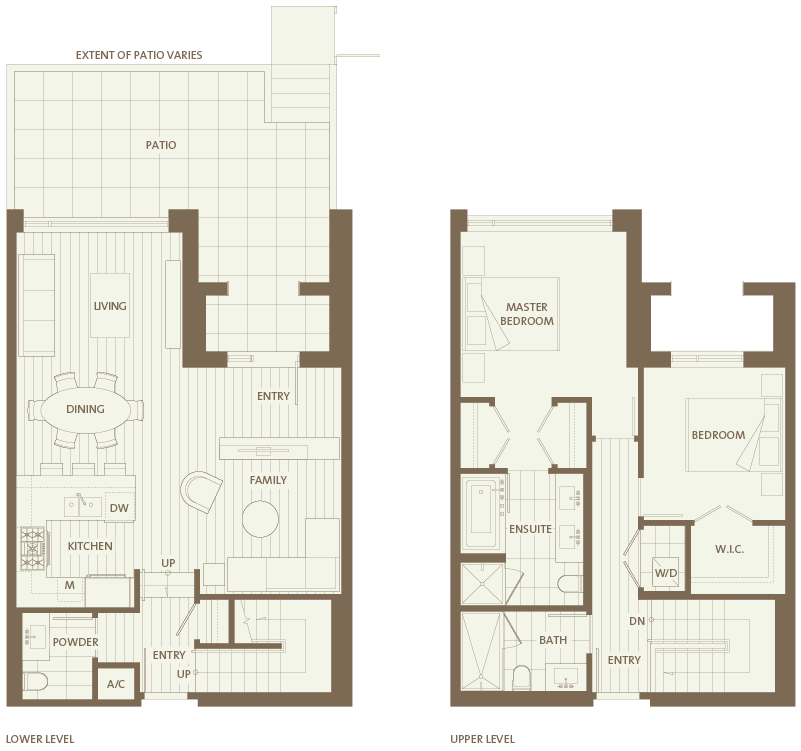 EXTENT OF PATIO VARIES
PATIO
LIVING
DINING
ENTRY
FAMILY
DW
KITCHEN
M
UP
POWDER
ENTRY
UP
A/C
LOWER LEVEL
MASTER
BEDROOM
BEDROOM
ENSUITE
W.I.C.
W/D
DN
BATH
ENTRY
UPPER LEVEL